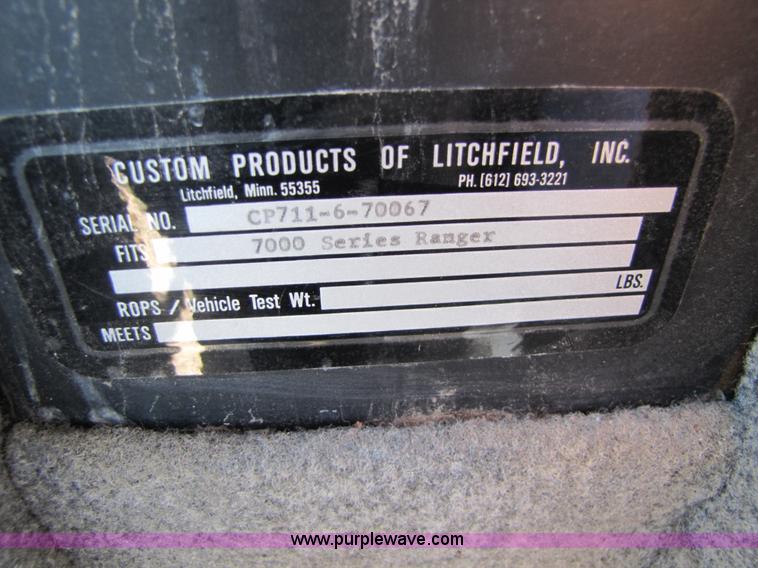 CUSTOM PRODUCTS OF LITCHFIELD, INC.
Litchfield, Minn. 55355 PH. (612) 693-3221
SERIAL NO. CP711-6-70067
FITS 7000 Series Ranger
LBS.
ROPS / Vehicle Test Wt.
MEETS
www.purplewave.com